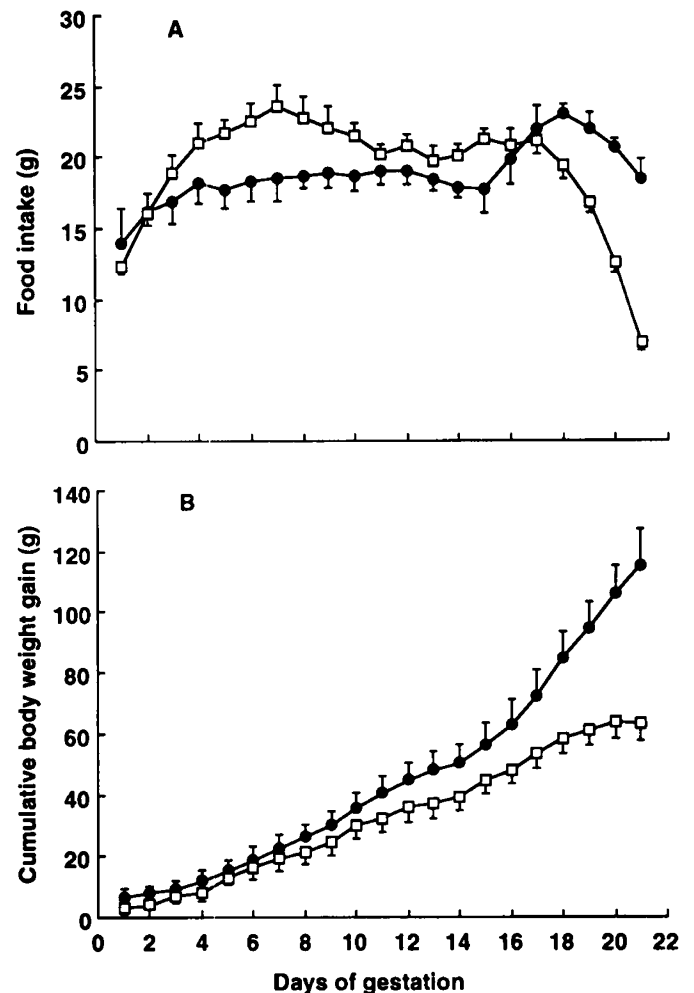 A
Food intake (g)
30
25
20
15
10
5
0
B
Cumulative body weight gain (g)
140
120
100
80
60
40
20
0
0 2 4 6 8 10 12 14 16 18 20 22
Days of gestation